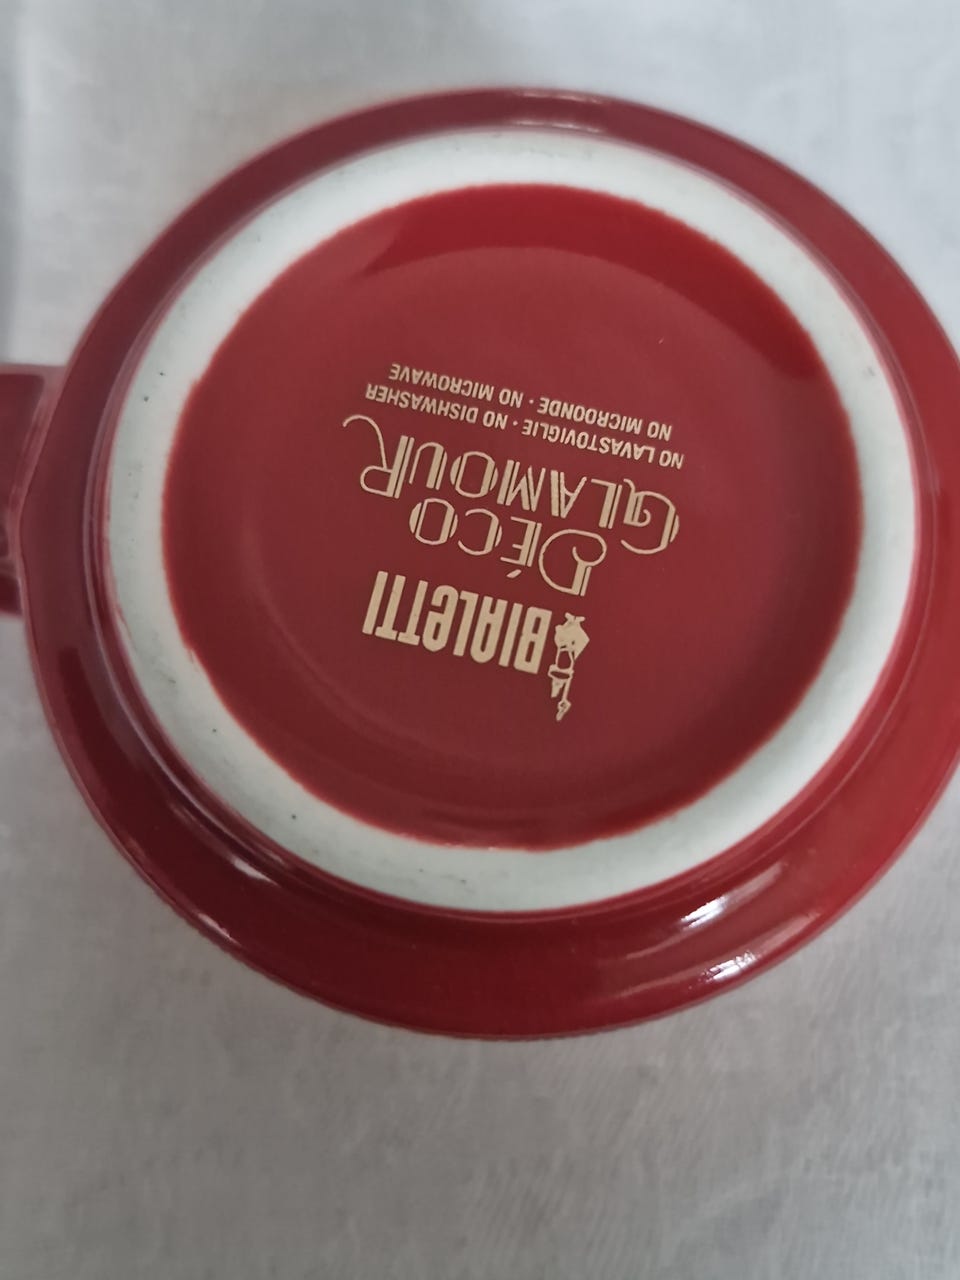 BIALETTI
DÉCO
GLAMOUR
NO LAVASTOVIGLIE · NO DISHWASHER
NO MICROONDE · NO MICROWAVE